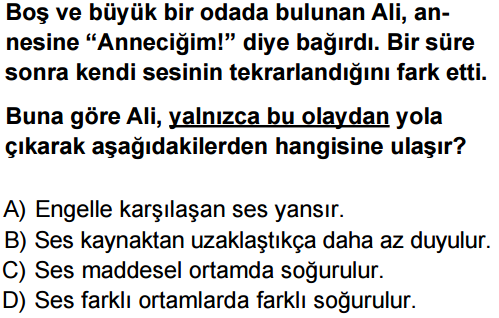 Boş ve büyük bir odada bulunan Ali, an-
nesine “Anneciğim!” diye bağırdı. Bir süre
sonra kendi sesinin tekrarlandığını fark etti.
Buna göre Ali, yalnızca bu olaydan yola
çıkarak aşağıdakilerden hangisine ulaşır?
A) Engelle karşılaşan ses yansır.
B) Ses kaynaktan uzaklaştıkça daha az duyulur.
C) Ses maddesel ortamda soğurulur.
D) Ses farklı ortamlarda farklı soğurulur.